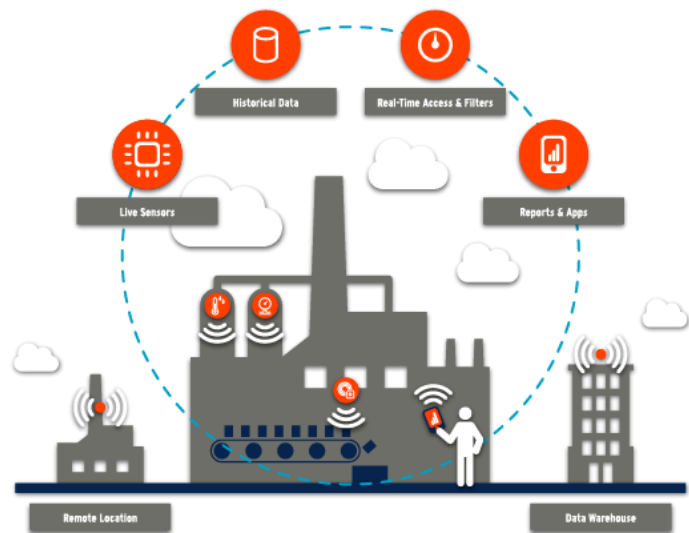 Historical Data
Real-Time Access & Filters
Live Sensors
Reports & Apps
Remote Location
Data Warehouse